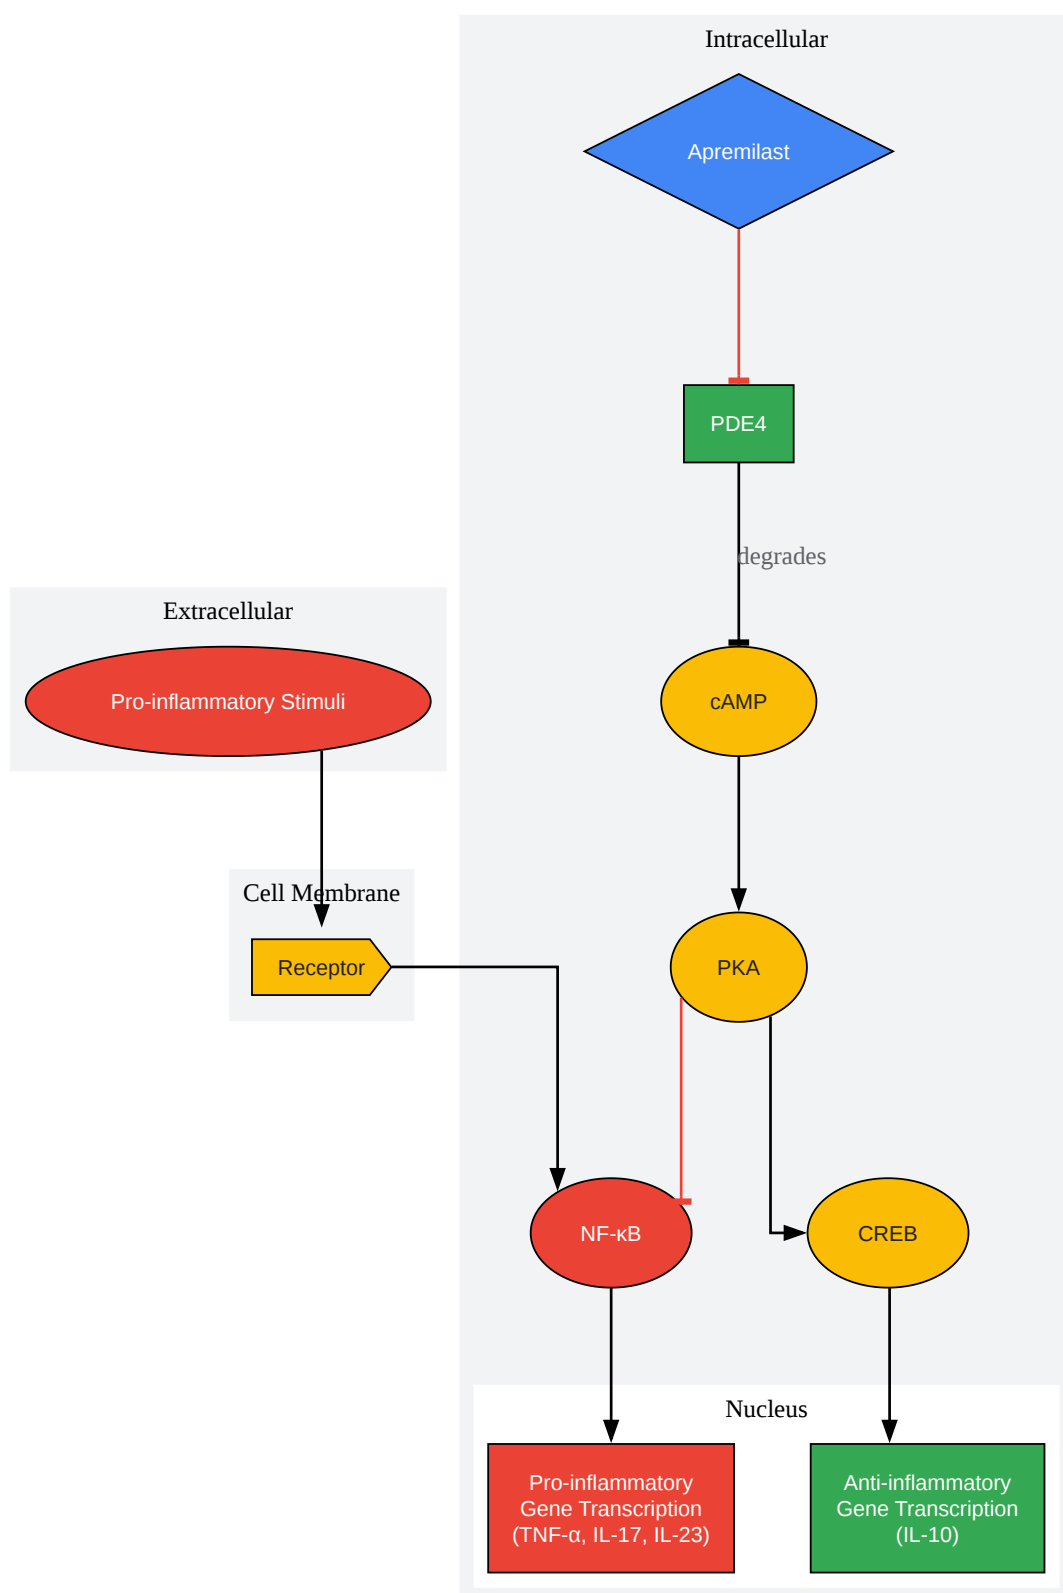 Intracellular
Apremilast
PDE4
degrades
Extracellular
Pro-inflammatory Stimuli
cAMP
Cell Membrane
Receptor
PKA
NF-κB
CREB
Nucleus
Pro-inflammatory
Gene Transcription
(TNF-α, IL-17, IL-23)
Anti-inflammatory
Gene Transcription
(IL-10)